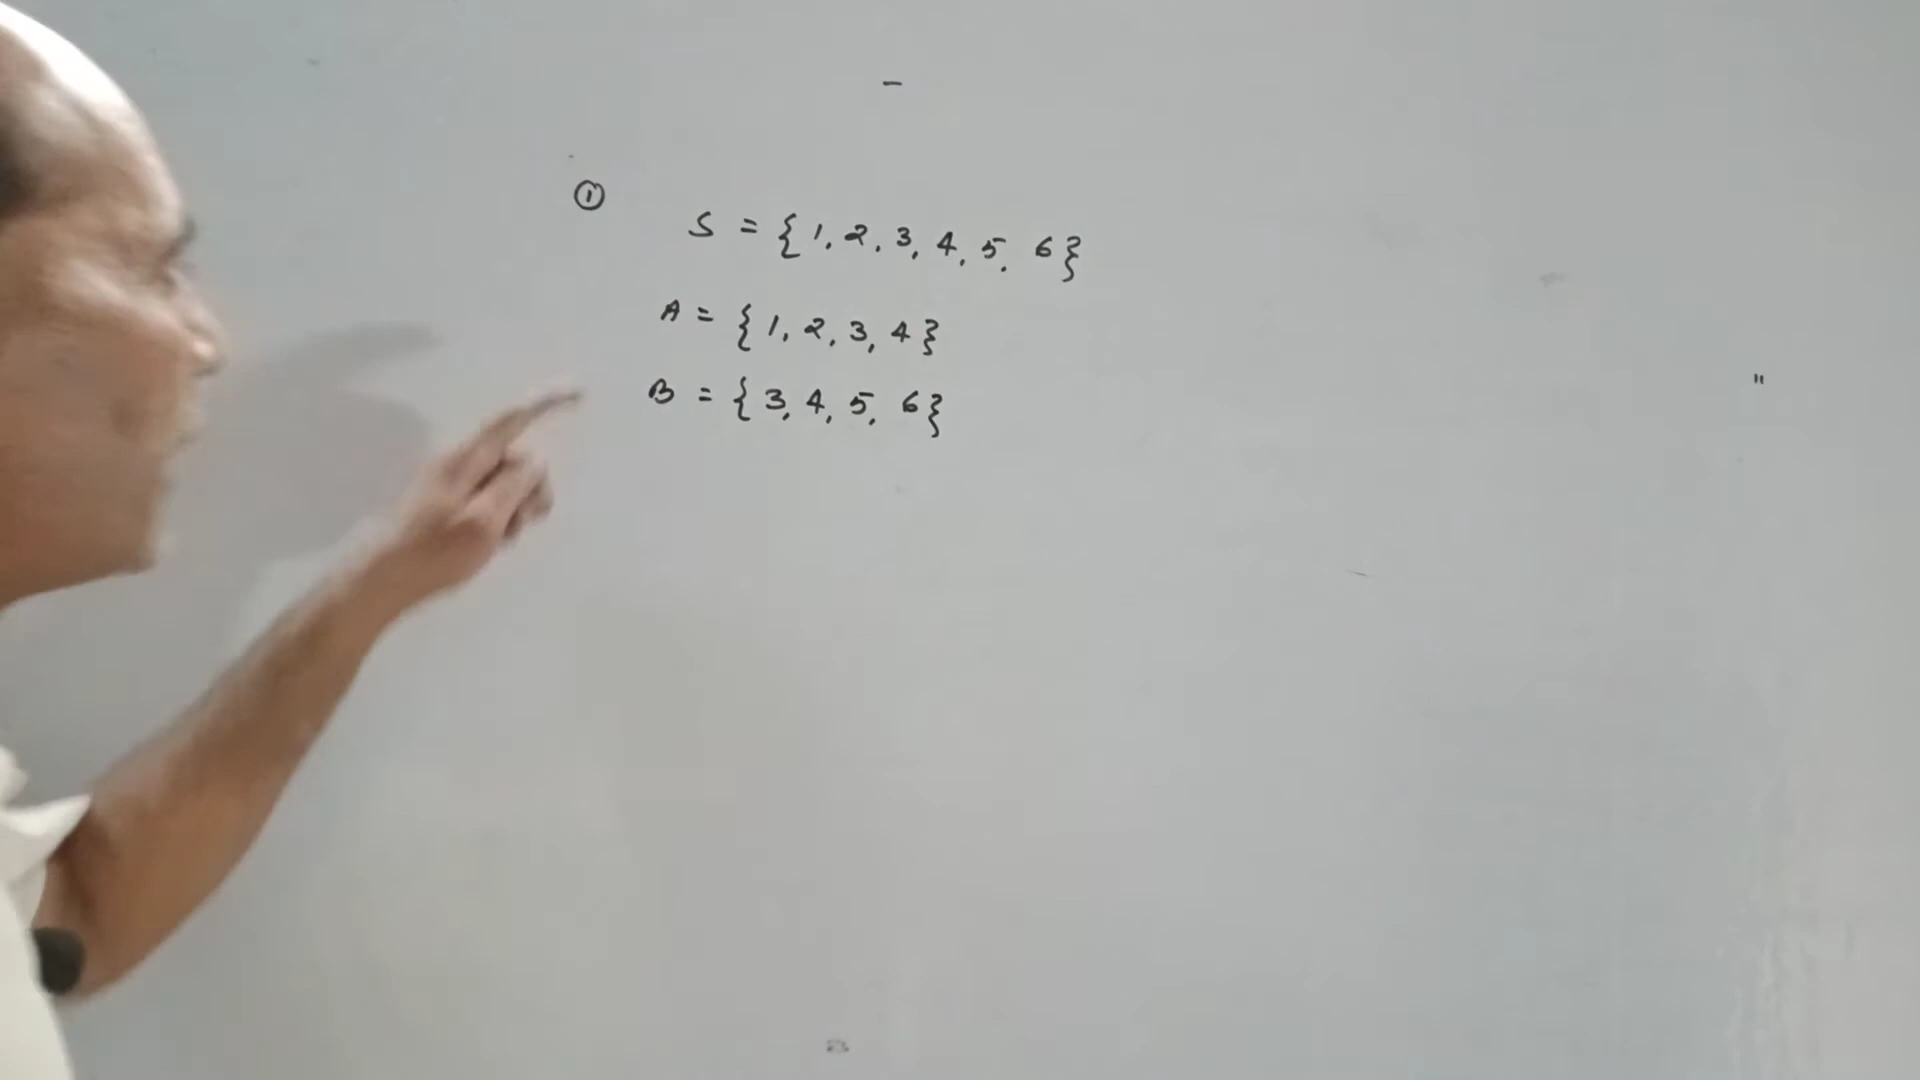 ①
S = {1, 2, 3, 4, 5, 6}
A = {1, 2, 3, 4}
B = {3, 4, 5, 6}